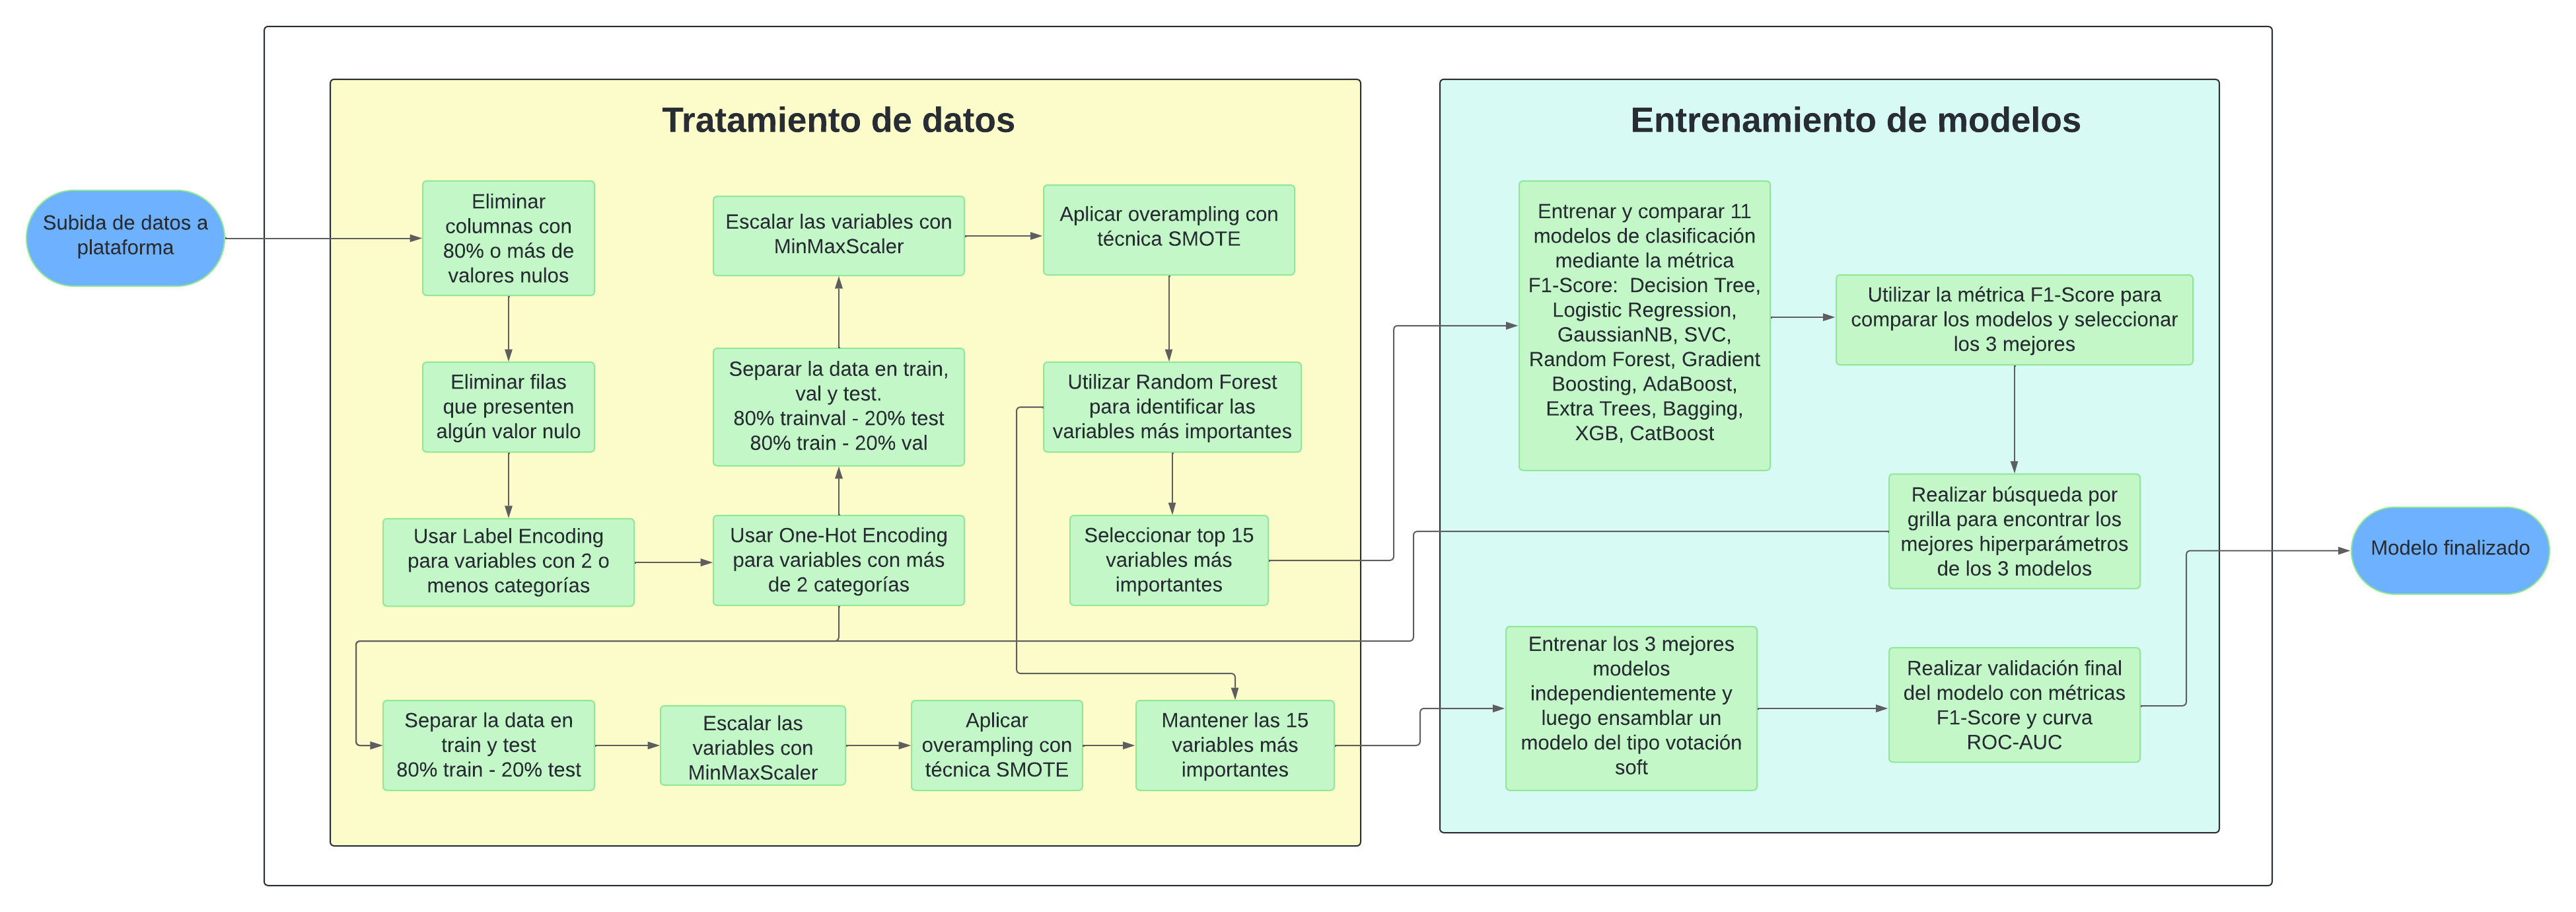 Tratamiento de datos
Entrenamiento de modelos
Subida de datos a
plataforma
Eliminar
columnas con
80% o más de
valores nulos
Eliminar filas
que presenten
algún valor nulo
Usar Label Encoding
para variables con 2 o
menos categorías
Usar One-Hot Encoding
para variables con más
de 2 categorías
Separar la data en train,
val y test.
80% trainval - 20% test
80% train - 20% val
Escalar las variables con
MinMaxScaler
Aplicar overampling con
técnica SMOTE
Utilizar Random Forest
para identificar las
variables más importantes
Seleccionar top 15
variables más
importantes
Entrenar y comparar 11
modelos de clasificación
mediante la métrica
F1-Score:  Decision Tree,
Logistic Regression,
GaussianNB, SVC,
Random Forest, Gradient
Boosting, AdaBoost,
Extra Trees, Bagging,
XGB, CatBoost
Utilizar la métrica F1-Score para
comparar los modelos y seleccionar
los 3 mejores
Realizar búsqueda por
grilla para encontrar los
mejores hiperparámetros
de los 3 modelos
Separar la data en
train y test
80% train - 20% test
Escalar las
variables con
MinMaxScaler
Aplicar
overampling con
técnica SMOTE
Mantener las 15
variables más
importantes
Entrenar los 3 mejores
modelos
independientemente y
luego ensamblar un
modelo del tipo votación
soft
Realizar validación final
del modelo con métricas
F1-Score y curva
ROC-AUC
Modelo finalizado